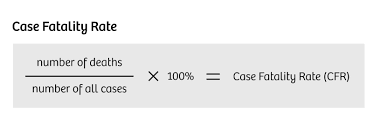 Case Fatality Rate
number of deaths
number of all cases
× 100% = Case Fatality Rate (CFR)